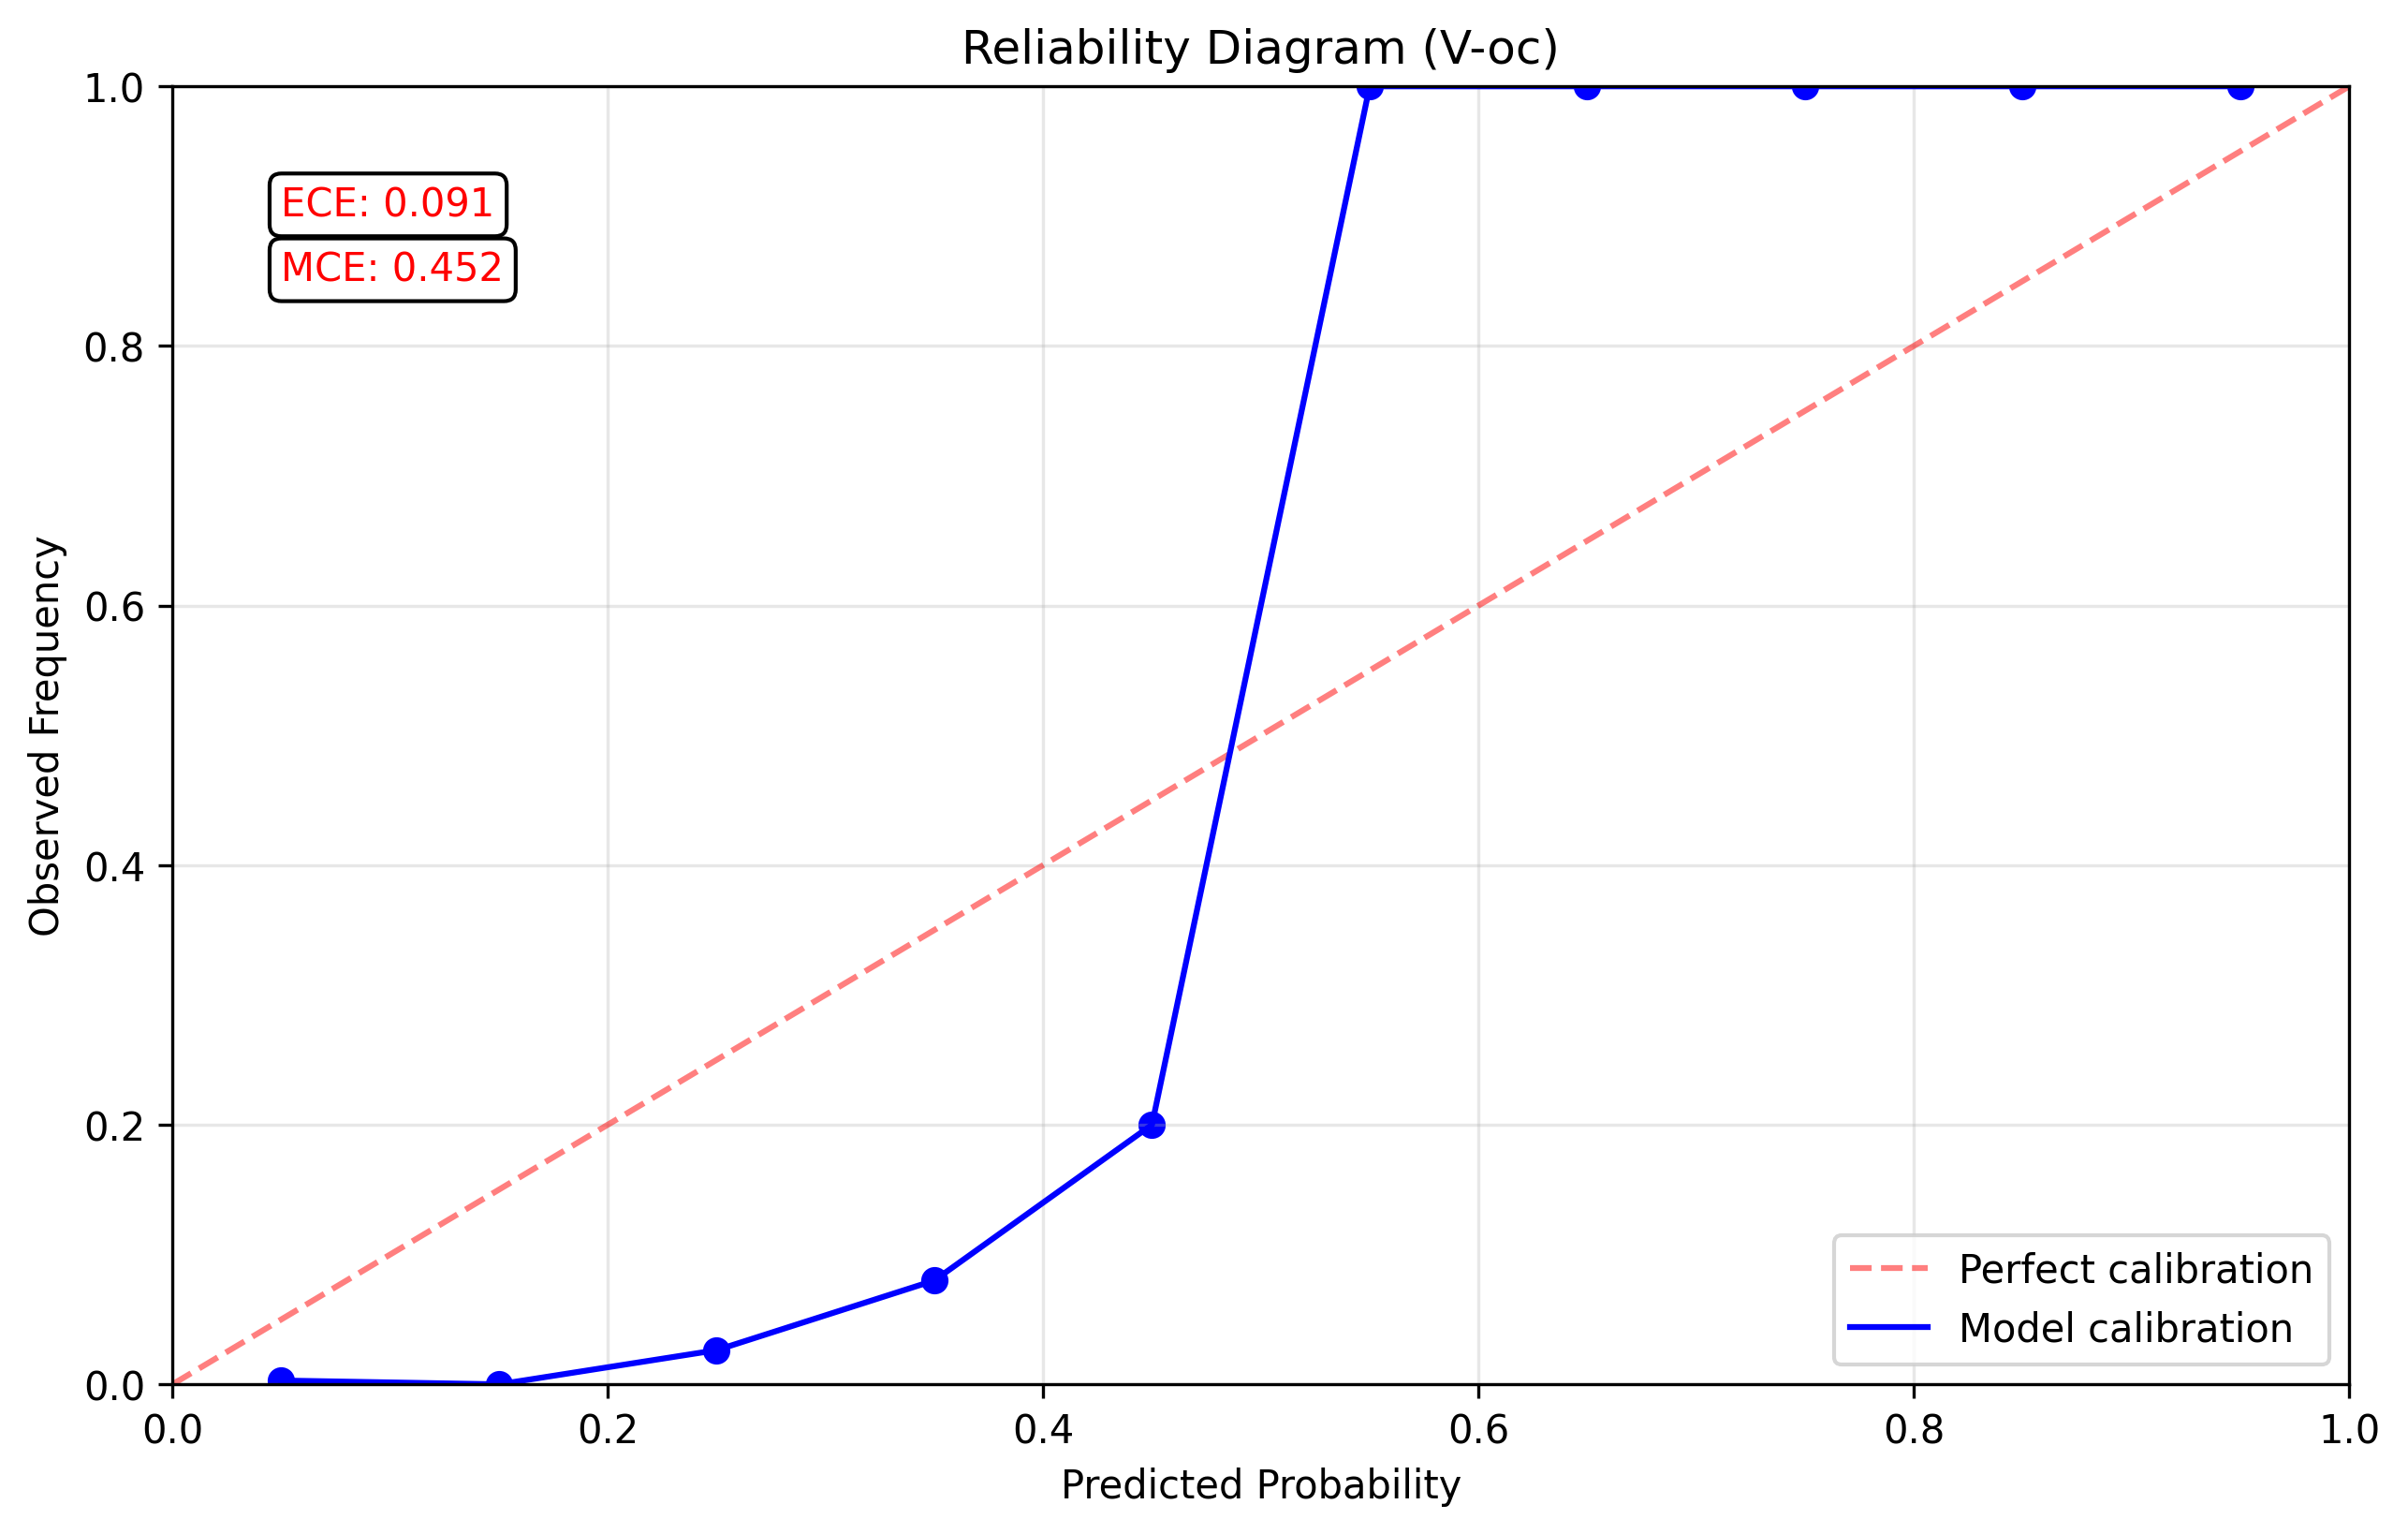 Reliability Diagram (V-oc)
1.0
0.8
0.6
0.4
0.2
0.0
Observed Frequency
ECE: 0.091
MCE: 0.452
Perfect calibration
Model calibration
0.0 0.2 0.4 0.6 0.8 1.0
Predicted Probability